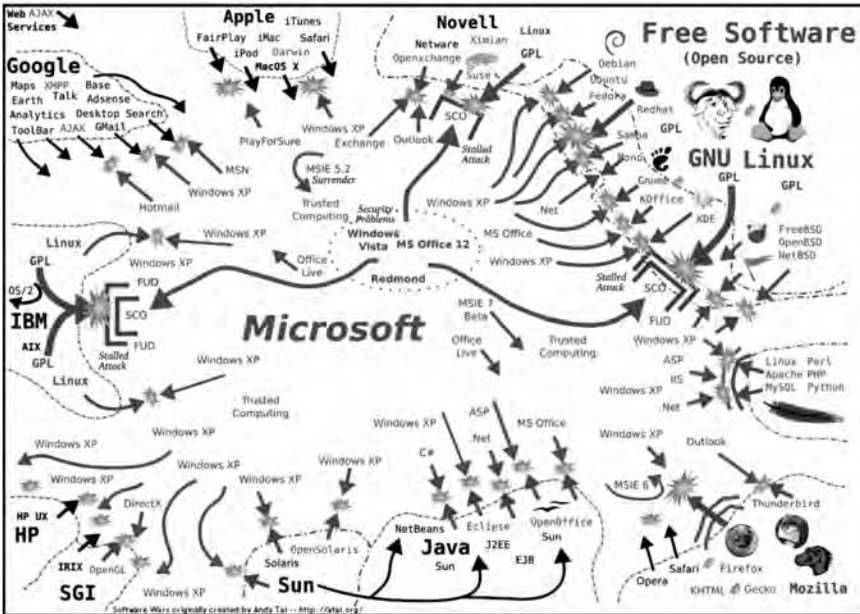 Web AJAX
Services
Google
Maps XMPP Base
Earth Talk Adsense
Analytics Desktop Search
ToolBar AJAX GMail
MSN
Windows XP
Hotmail
Apple
iTunes
FairPlay iMac Safari
iPod Darwin
MacOS X
PlayForSure
Windows XP
MSIE 5.2
Surrender
Trusted
Computing
Novell
Linux
GPL
Netware Ximian
Openxchange
Suse
SCO
Stalled
Attack
Exchange
Outlook
Free Software
(Open Source)
Debian
Ubuntu
Fedora
Redhat
GPL
Samba
Mono
Gnome
KOffice
KDE
GNU Linux
GPL
GPL
FreeBSG
OpenBSD
NetBSD
Windows XP
.Net
MS Office
Windows XP
Stalled
Attack
SCO
FUD
Security
Problems
Windows
Vista
MS Office 12
Redmond
Office
Live
Microsoft
MSIE 7
Beta
Office
Live
Trusted
Computing
Linux
GPL
OS/2
IBM
AIX
GPL
Linux
Windows XP
Windows XP
FUD
SCO
FUD
Stalled
Attack
Windows XP
Trusted
Computing
Windows XP
ASP
IIS
Windows XP
.Net
Linux Perl
Apache PHP
MySQL Python
Windows XP
Outlook
MSIE 6
Thunderbird
Firefox
Opera
Safari
KHTML Gecko
Mozilla
Windows XP
Windows XP
Windows XP
Windows XP
Windows XP
HP UX
HP
DirectX
IRIX
OpenGL
SGI
Windows XP
Solaris
OpenSolaris
Sun
Windows XP
ASP
MS Office
C#
.Net
NetBeans
Eclipse
OpenOffice
Java
J2EE
Sun
Sun
EJB
Software Wars originally created by Andy Tai -- http://atai.org/